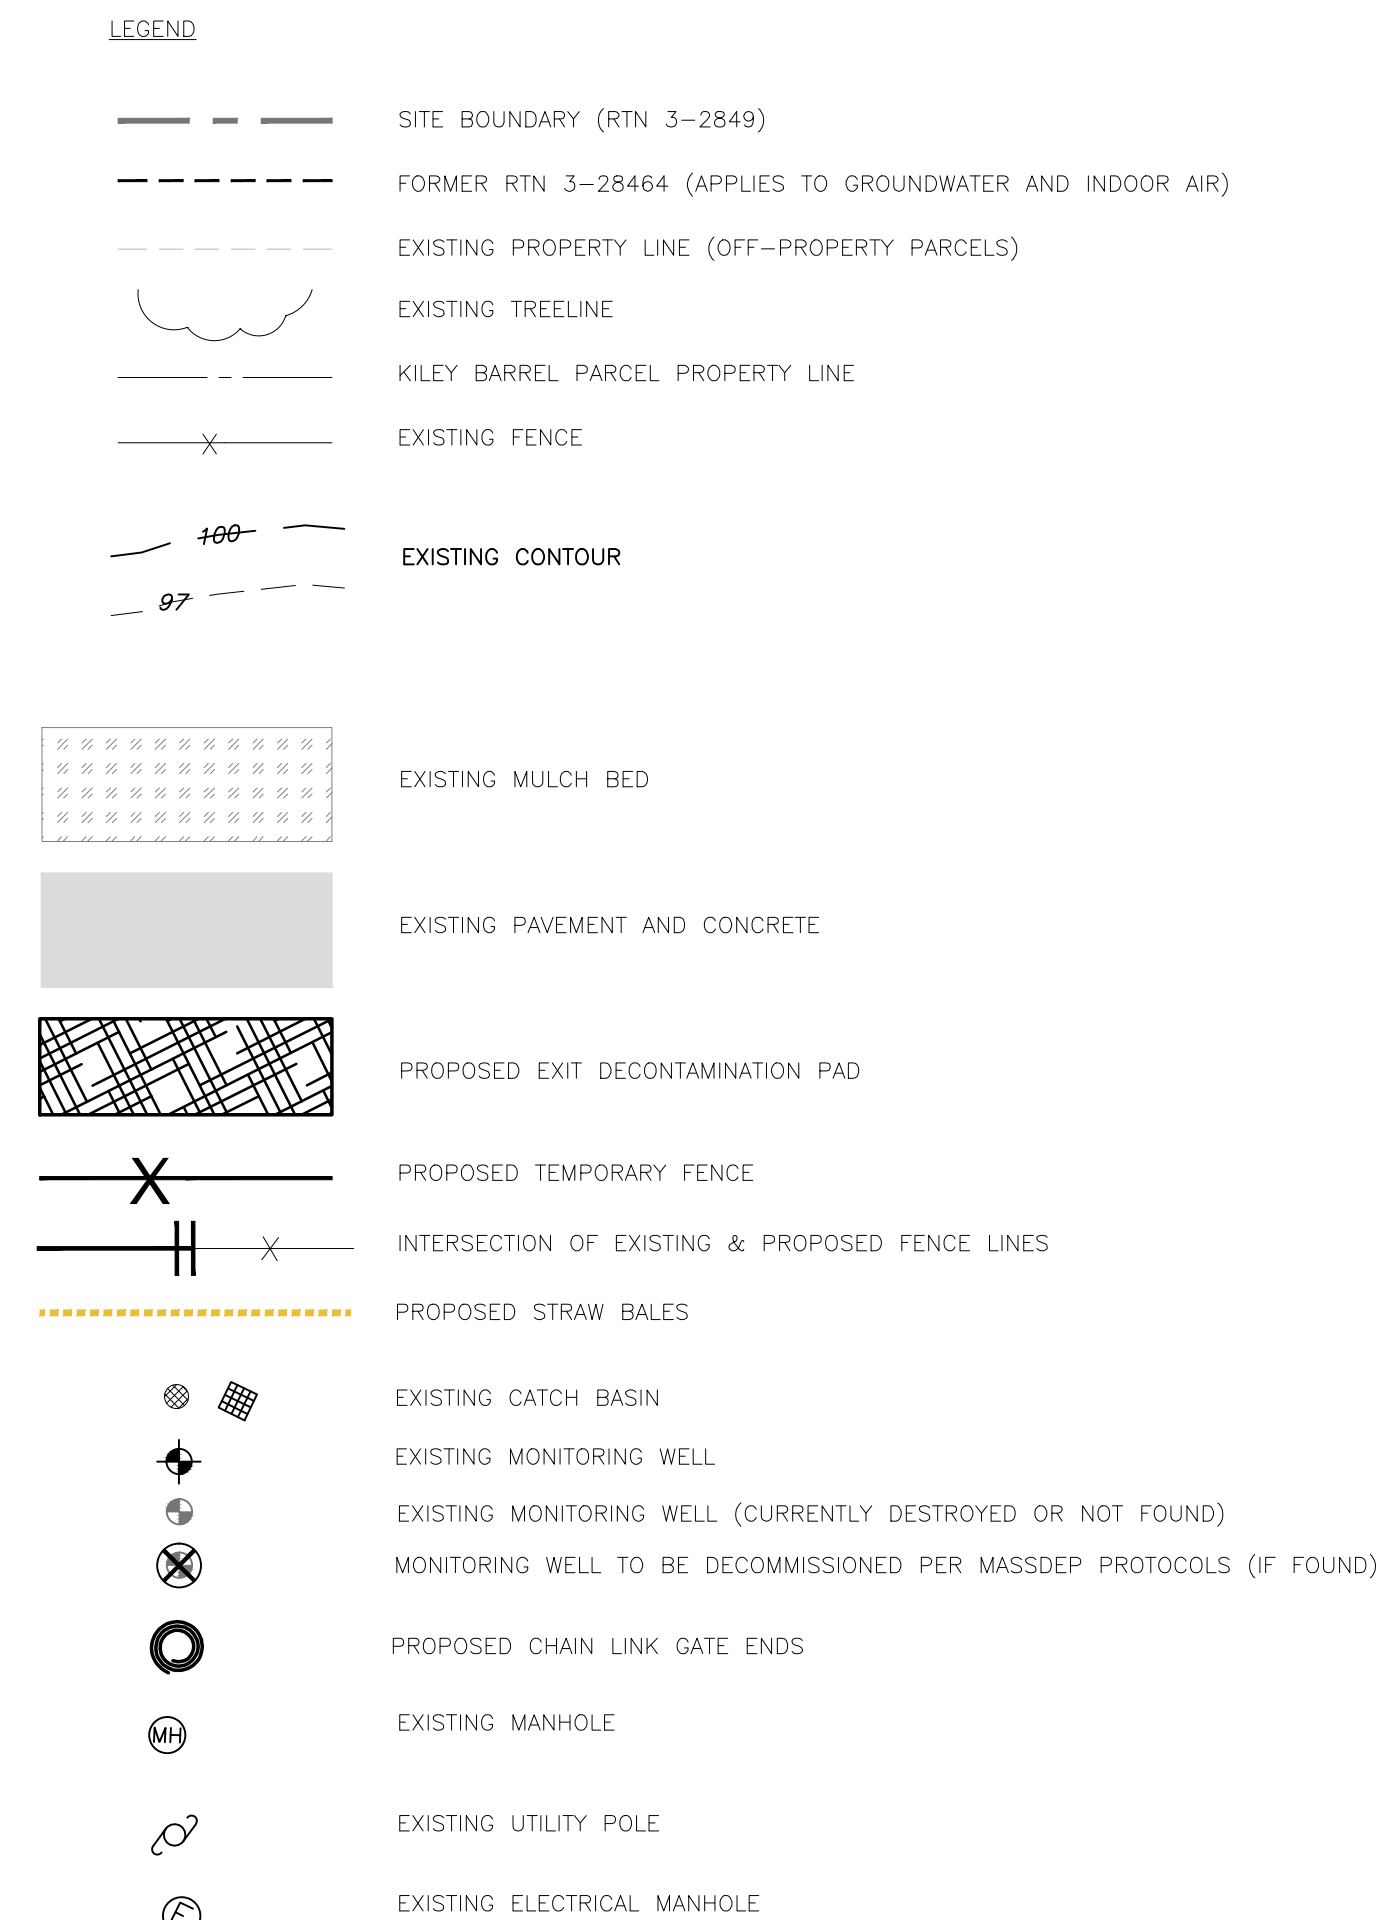 LEGEND
SITE BOUNDARY (RTN 3-2849)
FORMER RTN 3-28464 (APPLIES TO GROUNDWATER AND INDOOR AIR)
EXISTING PROPERTY LINE (OFF-PROPERTY PARCELS)
EXISTING TREELINE
KILEY BARREL PARCEL PROPERTY LINE
X EXISTING FENCE
100
EXISTING CONTOUR
97
EXISTING MULCH BED
EXISTING PAVEMENT AND CONCRETE
PROPOSED EXIT DECONTAMINATION PAD
X PROPOSED TEMPORARY FENCE
X INTERSECTION OF EXISTING & PROPOSED FENCE LINES
PROPOSED STRAW BALES
EXISTING CATCH BASIN
EXISTING MONITORING WELL
EXISTING MONITORING WELL (CURRENTLY DESTROYED OR NOT FOUND)
MONITORING WELL TO BE DECOMMISSIONED PER MASSDEP PROTOCOLS (IF FOUND)
PROPOSED CHAIN LINK GATE ENDS
MH EXISTING MANHOLE
EXISTING UTILITY POLE
E EXISTING ELECTRICAL MANHOLE